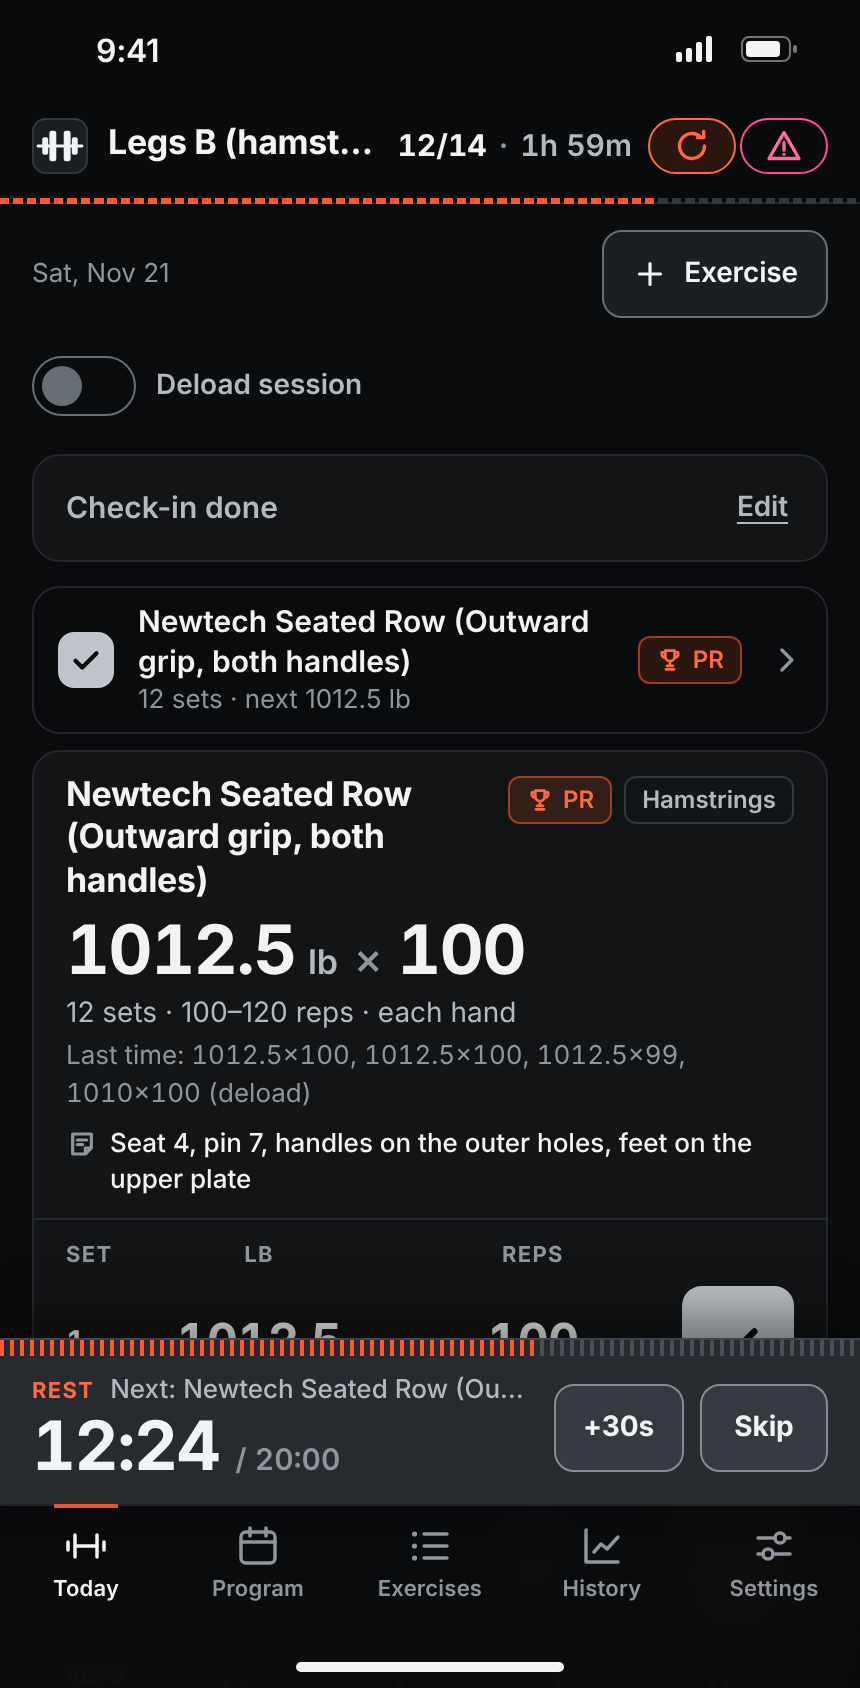 9:41
Legs B (hamst... 12/14 · 1h 59m
Sat, Nov 21
Exercise
Deload session
Check-in done
Edit
Newtech Seated Row (Outward
grip, both handles)
12 sets · next 1012.5 lb
PR
Newtech Seated Row
(Outward grip, both
handles)
PR
Hamstrings
1012.5 lb × 100
12 sets · 100–120 reps · each hand
Last time: 1012.5×100, 1012.5×100, 1012.5×99,
1010×100 (deload)
Seat 4, pin 7, handles on the outer holes, feet on the
upper plate
SET LB REPS
1 1012.5 100
REST Next: Newtech Seated Row (Ou...
12:24 / 20:00
+30s
Skip
Today
Program
Exercises
History
Settings